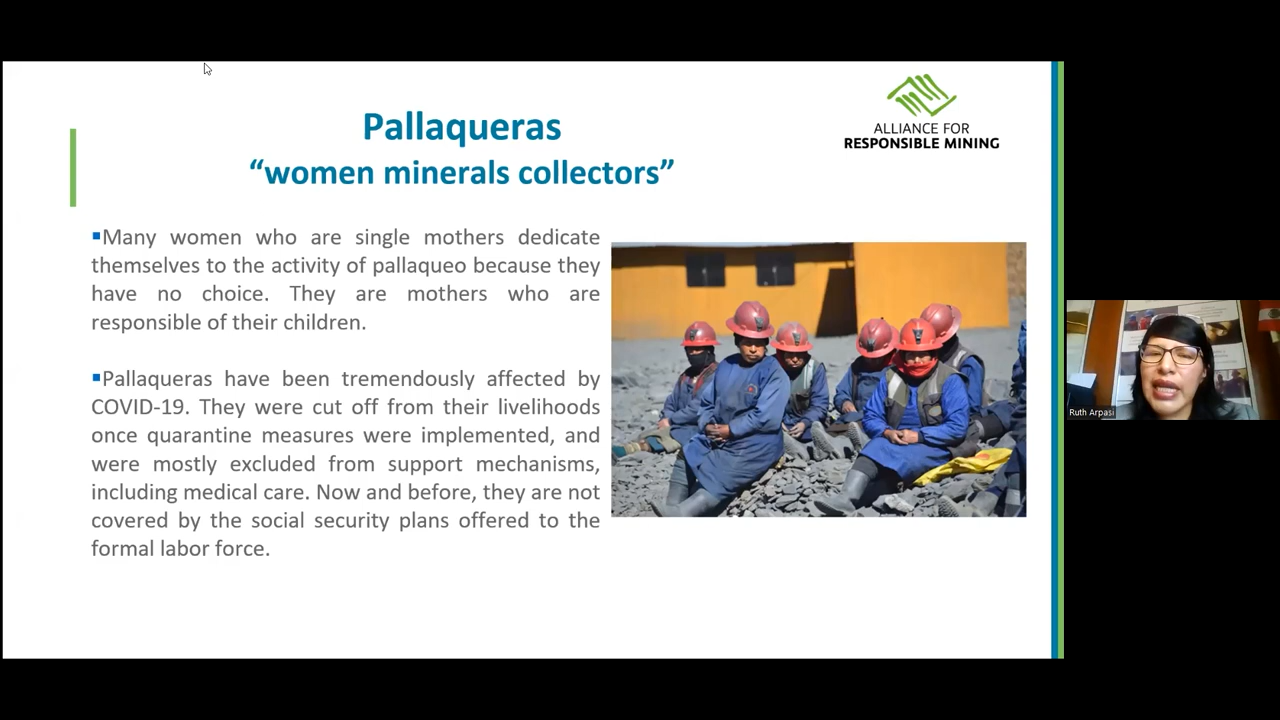 Pallaqueras
“women minerals collectors”
ALLIANCE FOR
RESPONSIBLE MINING
▪Many women who are single mothers dedicate
themselves to the activity of pallaqueo because they
have no choice. They are mothers who are
responsible of their children.
▪Pallaqueras have been tremendously affected by
COVID-19. They were cut off from their livelihoods
once quarantine measures were implemented, and
were mostly excluded from support mechanisms,
including medical care. Now and before, they are not
covered by the social security plans offered to the
formal labor force.
Ruth Arpasi